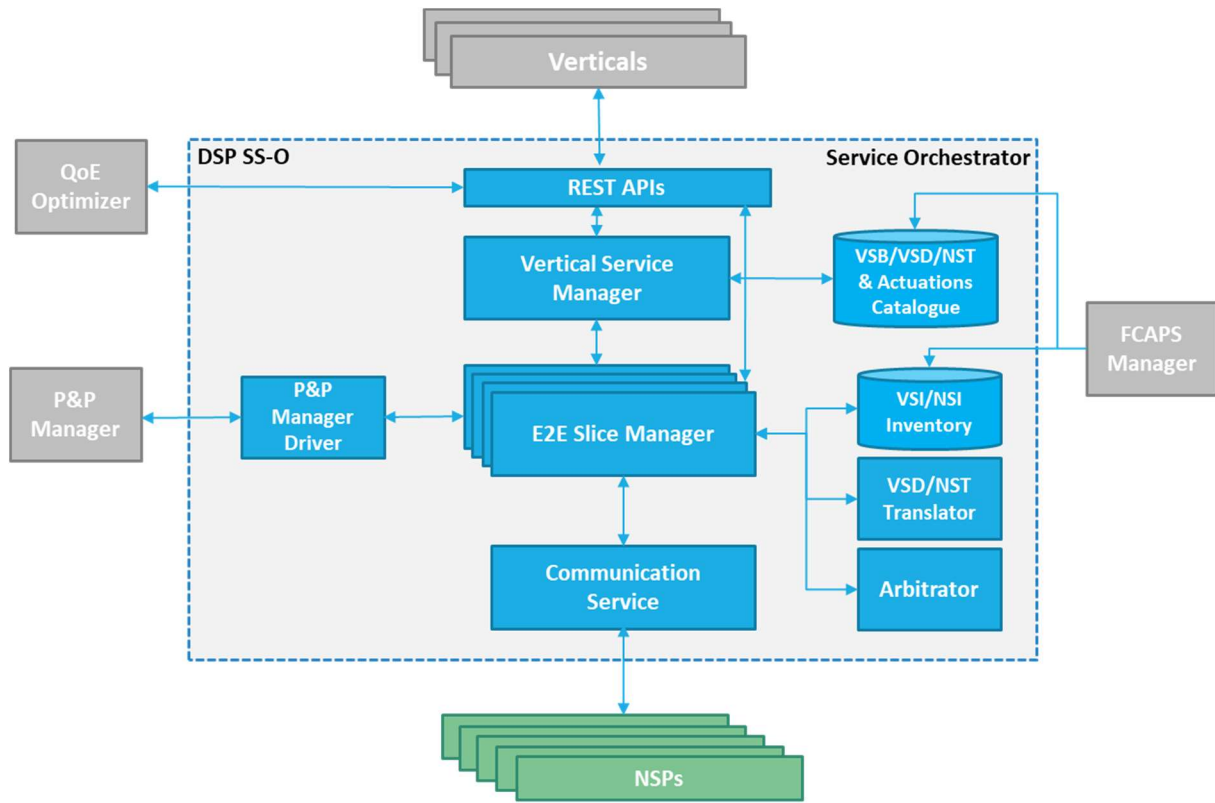 Verticals
DSP SS-O
Service Orchestrator
QoE
Optimizer
REST APIs
Vertical Service
Manager
VSB/VSD/NST
& Actuations
Catalogue
FCAPS
Manager
P&P
Manager
P&P
Manager
Driver
E2E Slice Manager
VSI/NSI
Inventory
VSD/NST
Translator
Communication
Service
Arbitrator
NSPs